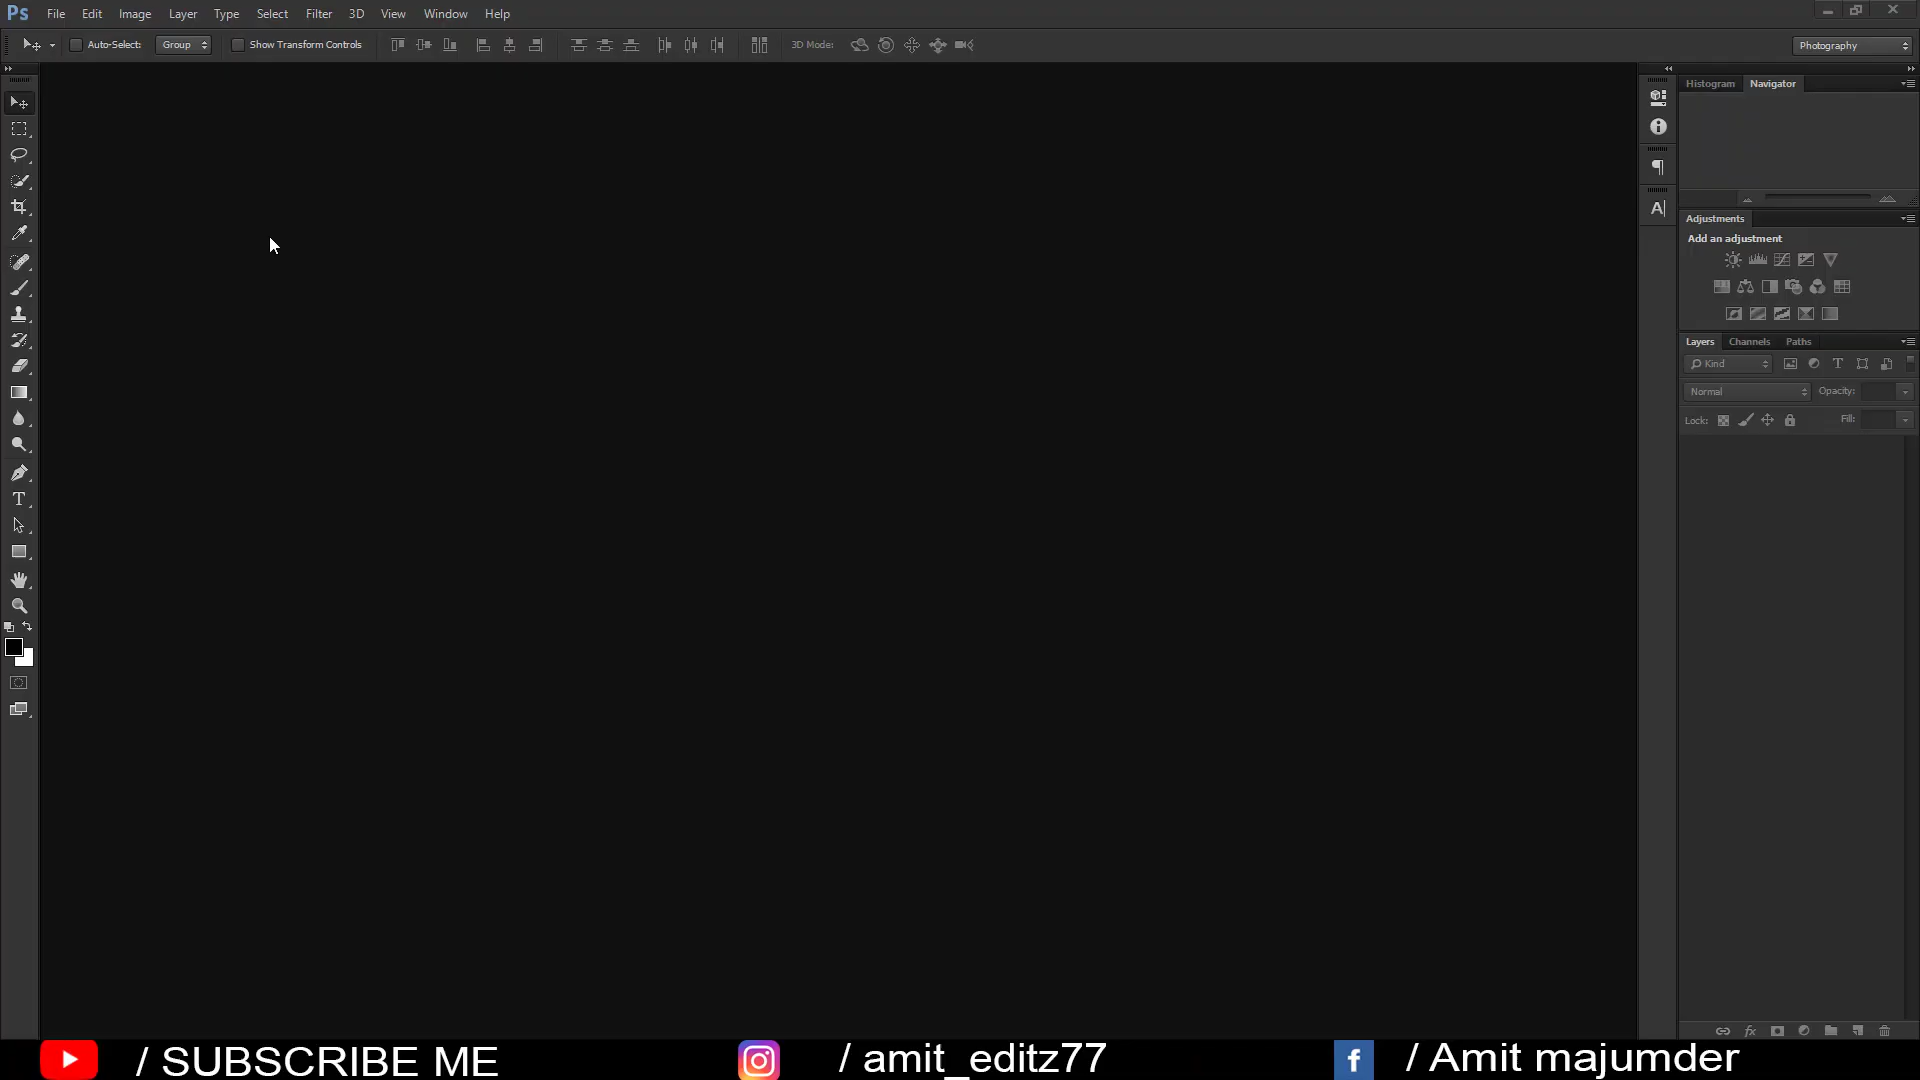 Ps File Edit Image Layer Type Select Filter 3D View Window Help
Auto-Select: Group Show Transform Controls 3D Mode: Photography
Histogram Navigator
Adjustments
Add an adjustment
Layers Channels Paths
Kind
Normal Opacity:
Lock: Fill:
/ SUBSCRIBE ME / amit_editz77 / Amit majumder